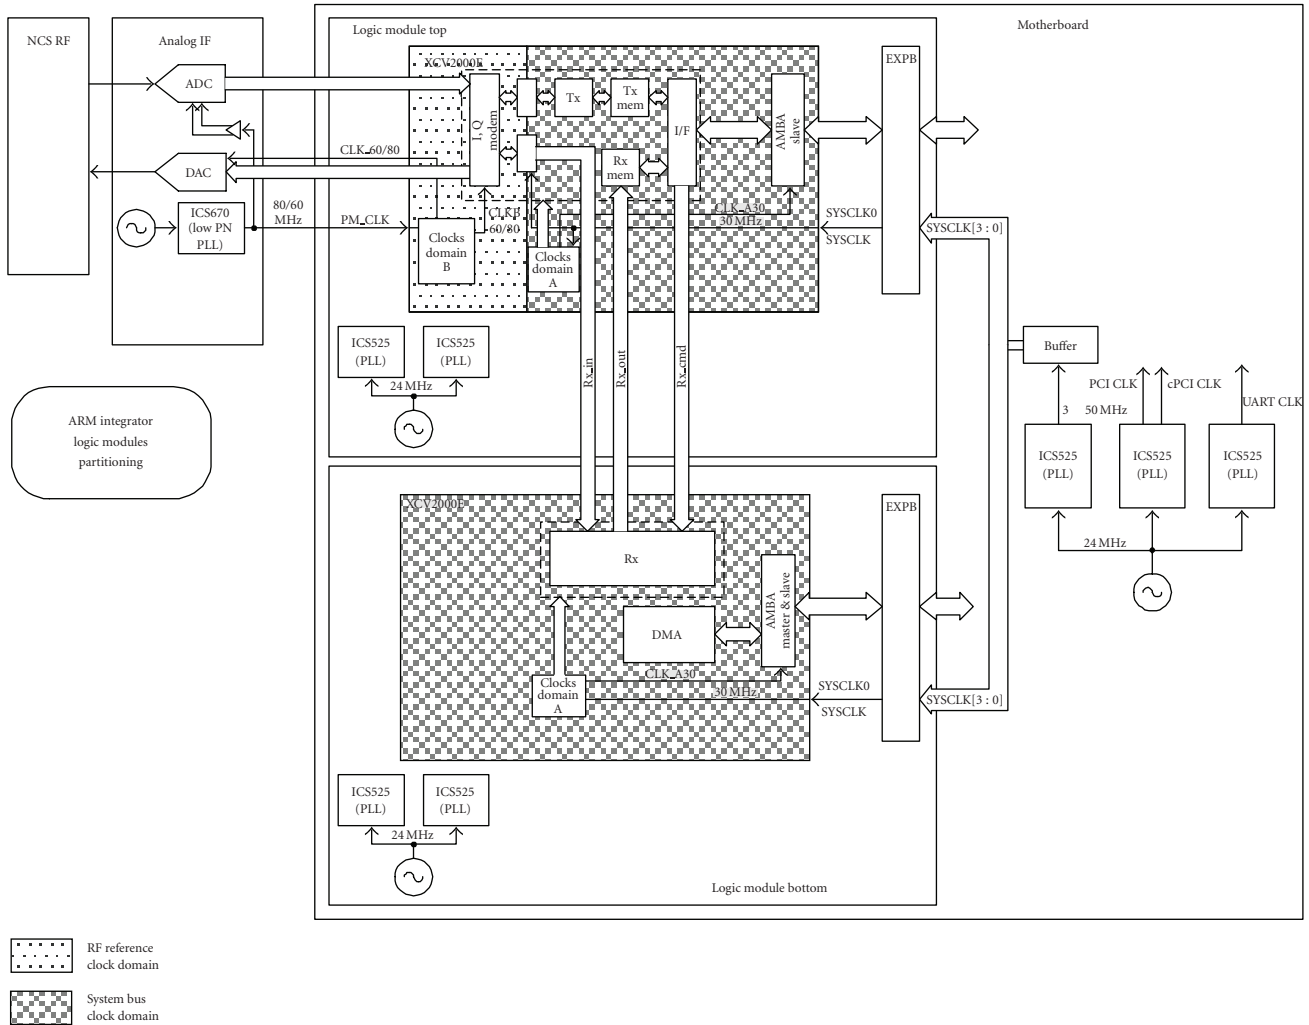 NCS RF
Analog IF
Logic module top
Motherboard
XCV2000E
EXPB
ADC
Tx
Tx
mem
I, Q
modem
I/F
AMBA
slave
CLK_60/80
Rx
mem
DAC
ICS670
(low PN
PLL)
80/60
MHz
PM_CLK
CLKB
60/80
CLK_A30
30 MHz
SYSCLK0
SYSCLK
SYSCLK[3 : 0]
Clocks
domain
B
Clocks
domain
A
ICS525
(PLL)
ICS525
(PLL)
24 MHz
Rx_in
Rx_out
Rx_cmd
Buffer
PCI CLK
cPCI CLK
UART CLK
3
50 MHz
ICS525
(PLL)
ICS525
(PLL)
ICS525
(PLL)
24 MHz
ARM integrator
logic modules
partitioning
XCV2000E
EXPB
Rx
AMBA
master & slave
DMA
CLK_A30
30 MHz
Clocks
domain
A
SYSCLK0
SYSCLK
SYSCLK[3 : 0]
ICS525
(PLL)
ICS525
(PLL)
24 MHz
Logic module bottom
RF reference
clock domain
System bus
clock domain